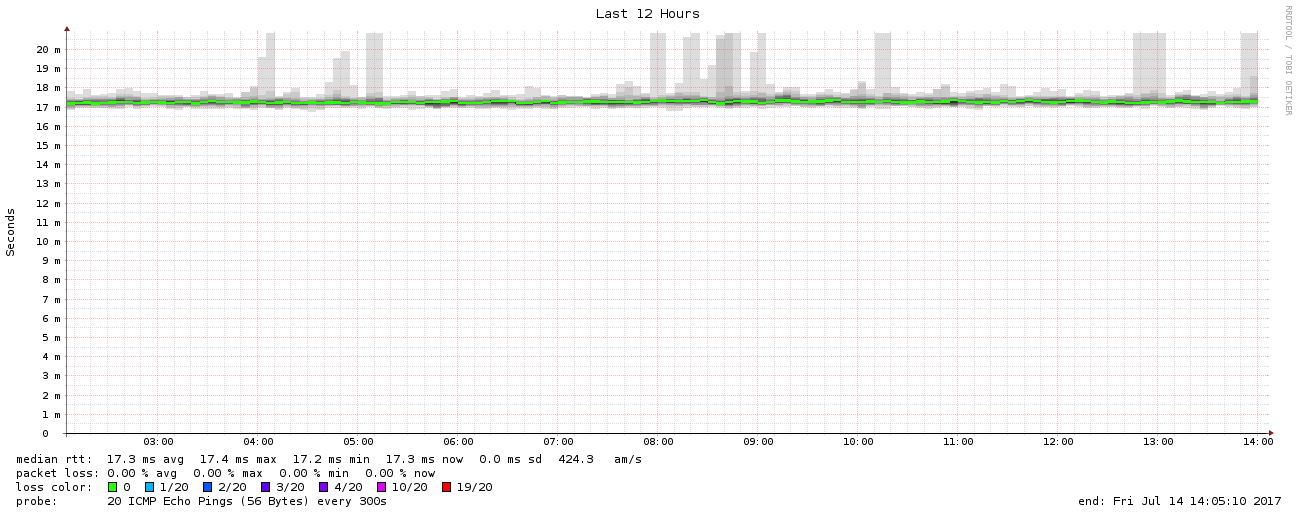 Last 12 Hours
RRDTOOL / TOBI OETIKER
Seconds
20 m
19 m
18 m
17 m
16 m
15 m
14 m
13 m
12 m
11 m
10 m
9 m
8 m
7 m
6 m
5 m
4 m
3 m
2 m
1 m
0
03:00 04:00 05:00 06:00 07:00 08:00 09:00 10:00 11:00 12:00 13:00 14:00
median rtt: 17.3 ms avg 17.4 ms max 17.2 ms min 17.3 ms now 0.0 ms sd 424.3 am/s
packet loss: 0.00 % avg 0.00 % max 0.00 % min 0.00 % now
loss color: 0 1/20 2/20 3/20 4/20 10/20 19/20
probe: 20 ICMP Echo Pings (56 Bytes) every 300s end: Fri Jul 14 14:05:10 2017